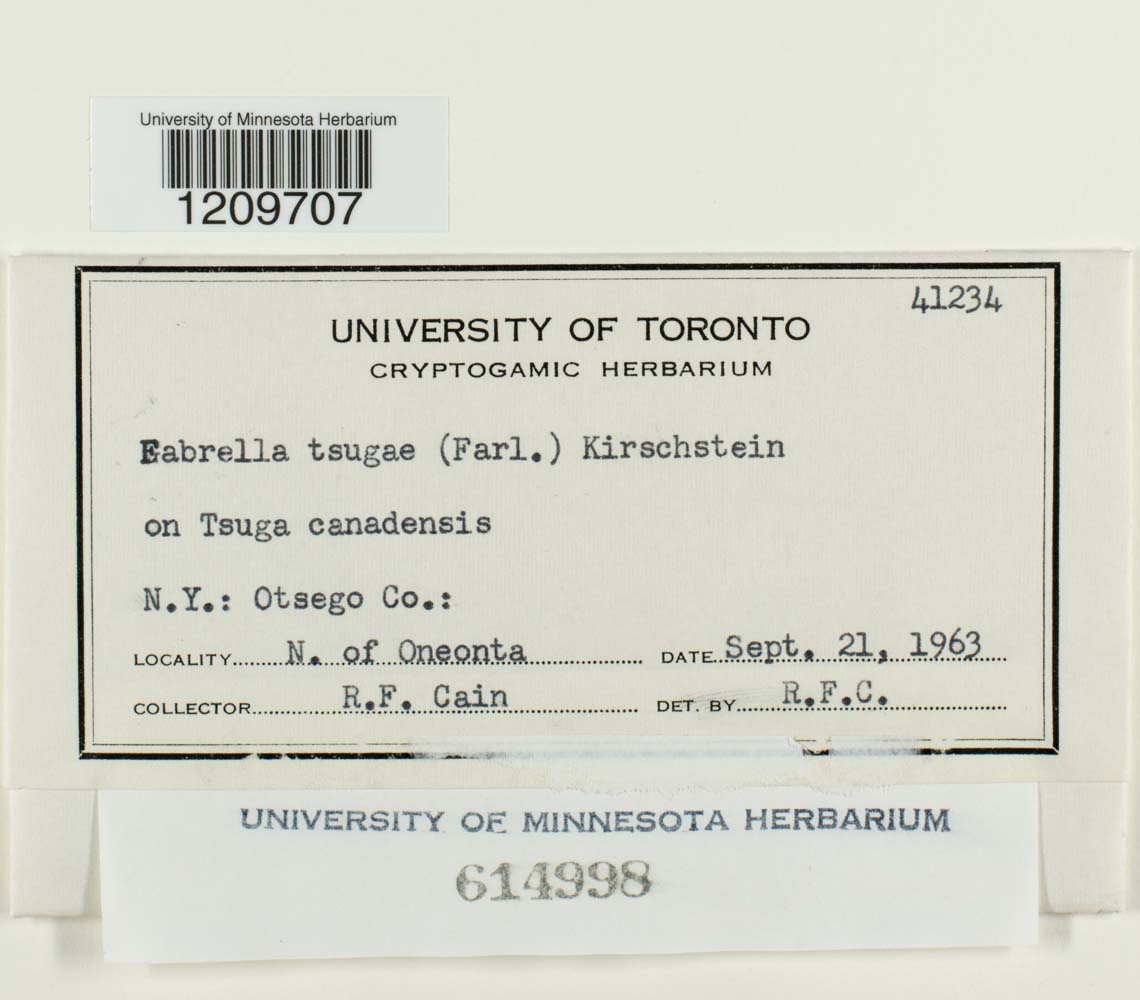 University of Minnesota Herbarium
1209707
41234
UNIVERSITY OF TORONTO
CRYPTOGAMIC HERBARIUM
Fabrella tsugae (Farl.) Kirschstein
on Tsuga canadensis
N.Y.: Otsego Co.:
LOCALITY N. of Oneonta DATE Sept. 21, 1963
COLLECTOR R.F. Cain DET. BY R.F.C.
UNIVERSITY OF MINNESOTA HERBARIUM
614998